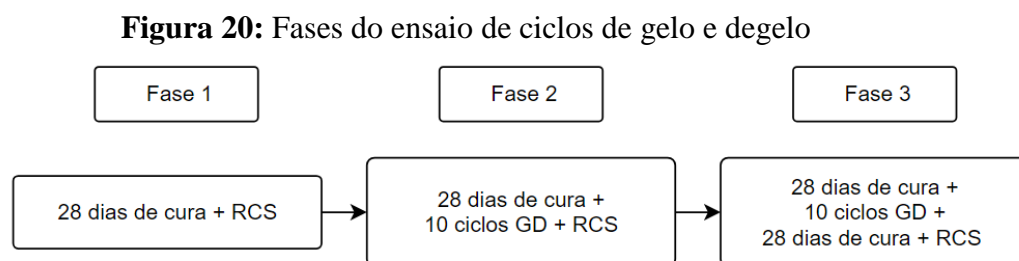 Figura 20: Fases do ensaio de ciclos de gelo e degelo
Fase 1
Fase 2
Fase 3
28 dias de cura + RCS
28 dias de cura +
10 ciclos GD + RCS
28 dias de cura +
10 ciclos GD +
28 dias de cura + RCS